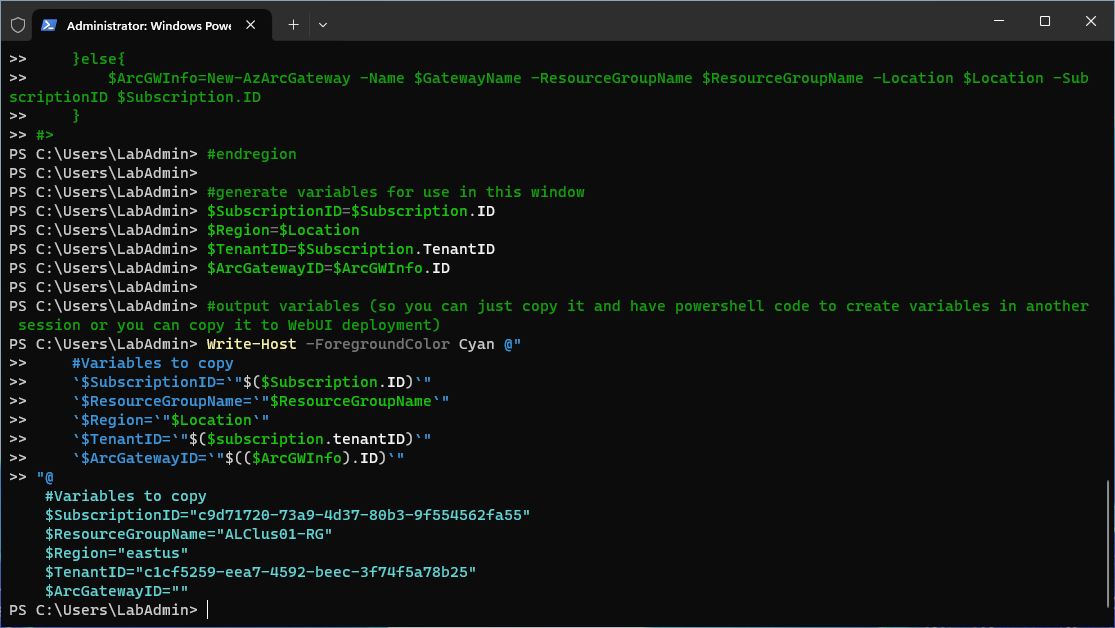 Administrator: Windows Powe
>>     }else{
>>         $ArcGWInfo=New-AzArcGateway -Name $GatewayName -ResourceGroupName $ResourceGroupName -Location $Location -Sub
scriptionID $Subscription.ID
>>     }
>> #>
PS C:\Users\LabAdmin> #endregion
PS C:\Users\LabAdmin>
PS C:\Users\LabAdmin> #generate variables for use in this window
PS C:\Users\LabAdmin> $SubscriptionID=$Subscription.ID
PS C:\Users\LabAdmin> $Region=$Location
PS C:\Users\LabAdmin> $TenantID=$Subscription.TenantID
PS C:\Users\LabAdmin> $ArcGatewayID=$ArcGWInfo.ID
PS C:\Users\LabAdmin>
PS C:\Users\LabAdmin> #output variables (so you can just copy it and have powershell code to create variables in another
 session or you can copy it to WebUI deployment)
PS C:\Users\LabAdmin> Write-Host -ForegroundColor Cyan @"
>>     #Variables to copy
>>     `$SubscriptionID=`"$($Subscription.ID)`"
>>     `$ResourceGroupName=`"$ResourceGroupName`"
>>     `$Region=`"$Location`"
>>     `$TenantID=`"$($subscription.tenantID)`"
>>     `$ArcGatewayID=`"$(($ArcGWInfo).ID)`"
>> "@
    #Variables to copy
    $SubscriptionID="c9d71720-73a9-4d37-80b3-9f554562fa55"
    $ResourceGroupName="ALClus01-RG"
    $Region="eastus"
    $TenantID="c1cf5259-eea7-4592-beec-3f74f5a78b25"
    $ArcGatewayID=""
PS C:\Users\LabAdmin>